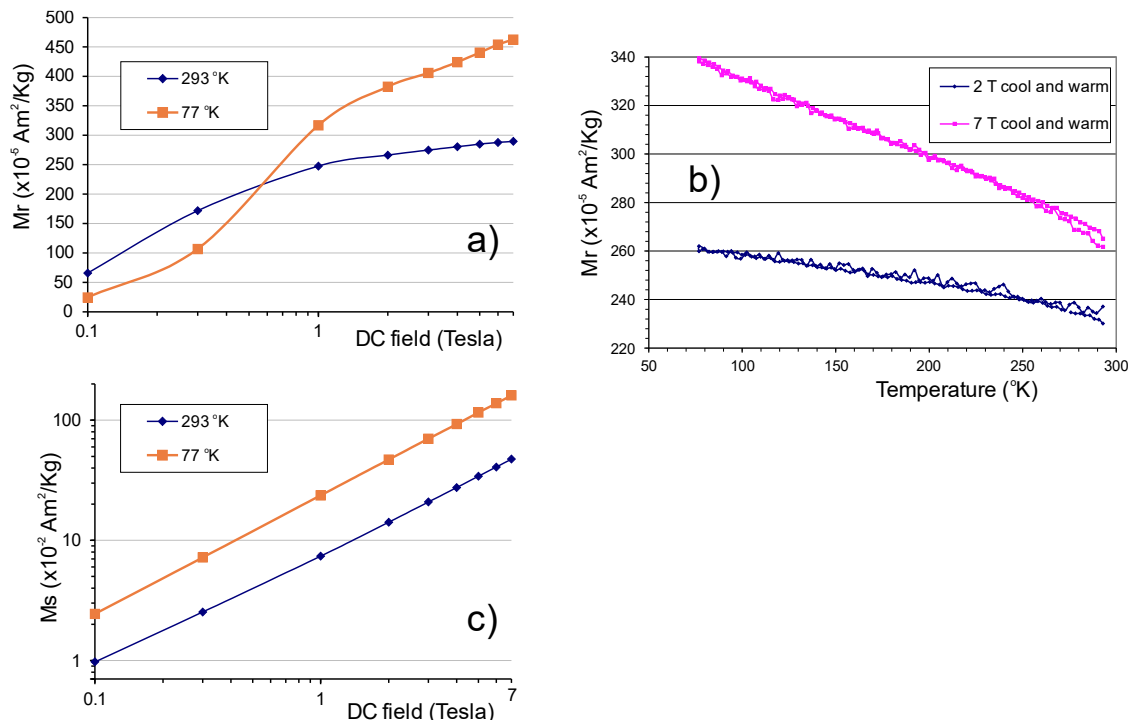 a)
500
450
400
350
300
250
200
150
100
50
0
Mr (x10⁻⁵ Am²/Kg)
293 °K
77 °K
a)
0.1
1
DC field (Tesla)
340
320
300
280
260
240
220
Mr (x10⁻⁵ Am²/Kg)
2 T cool and warm
7 T cool and warm
b)
50
100
150
200
250
300
Temperature (°K)
100
10
1
Ms (x10⁻² Am²/Kg)
293 °K
77 °K
c)
0.1
1
7
DC field (Tesla)